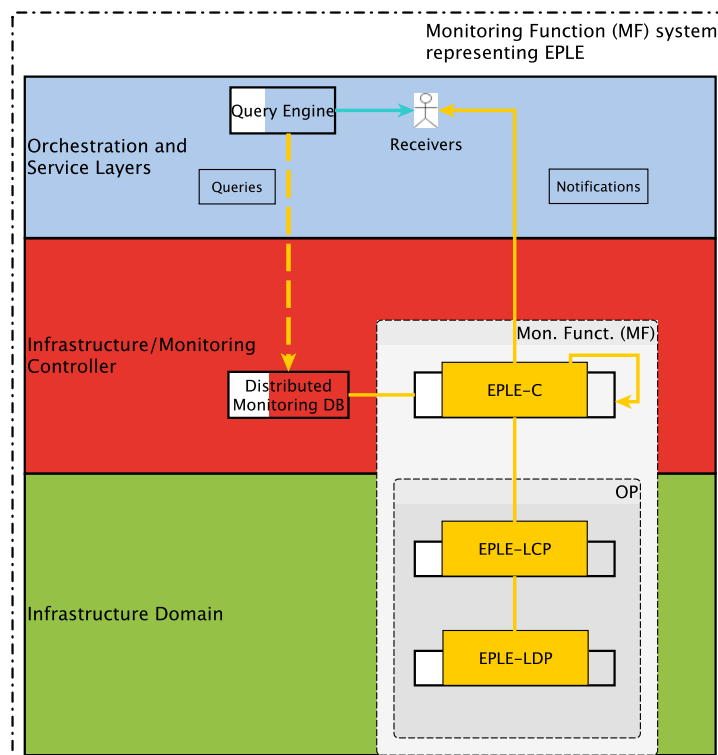 Monitoring Function (MF) system
representing EPLE
Query Engine
Receivers
Orchestration and
Service Layers
Queries
Notifications
Mon. Funct. (MF)
Infrastructure/Monitoring
Controller
Distributed
Monitoring DB
EPLE-C
OP
EPLE-LCP
Infrastructure Domain
EPLE-LDP